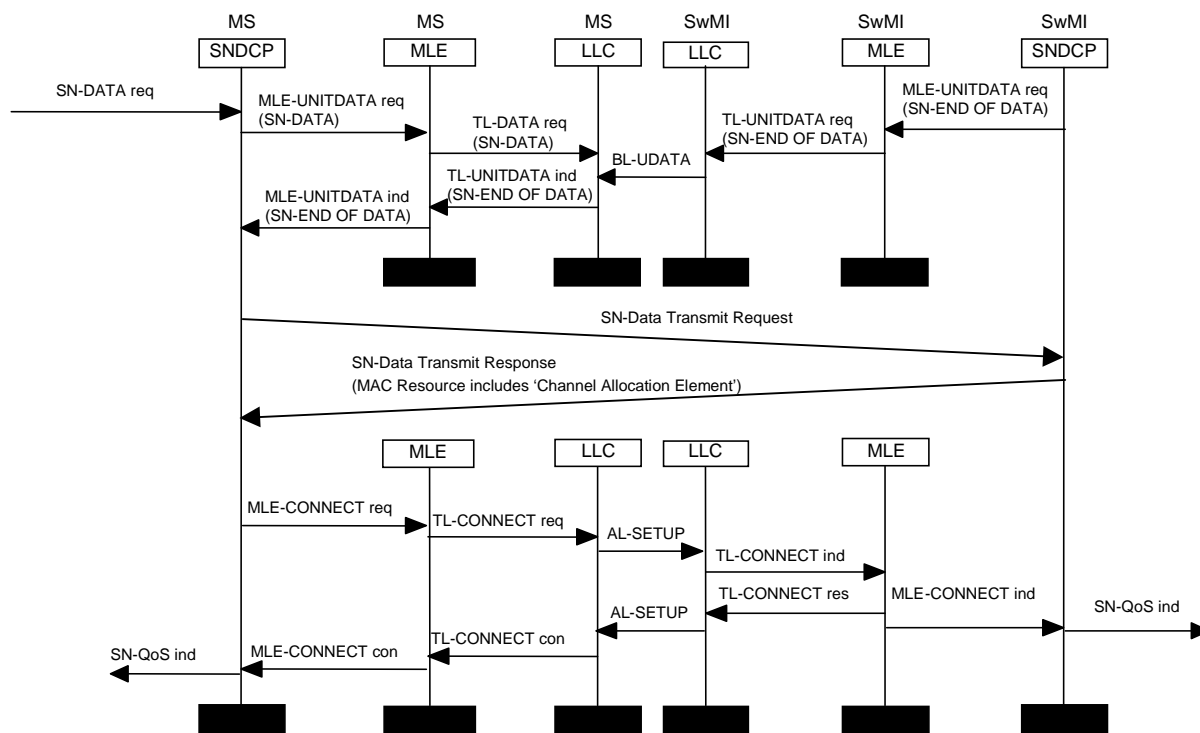 MS
MS
MS
SwMI
SwMI
SwMI
SNDCP
MLE
LLC
LLC
MLE
SNDCP
SN-DATA req
MLE-UNITDATA req
(SN-DATA)
TL-DATA req
(SN-DATA)
BL-UDATA
TL-UNITDATA req
(SN-END OF DATA)
MLE-UNITDATA req
(SN-END OF DATA)
TL-UNITDATA ind
(SN-END OF DATA)
MLE-UNITDATA ind
(SN-END OF DATA)
SN-Data Transmit Request
SN-Data Transmit Response
(MAC Resource includes ‘Channel Allocation Element’)
MLE
LLC
LLC
MLE
MLE-CONNECT req
TL-CONNECT req
AL-SETUP
TL-CONNECT ind
TL-CONNECT res
MLE-CONNECT ind
SN-QoS ind
AL-SETUP
TL-CONNECT con
MLE-CONNECT con
SN-QoS ind